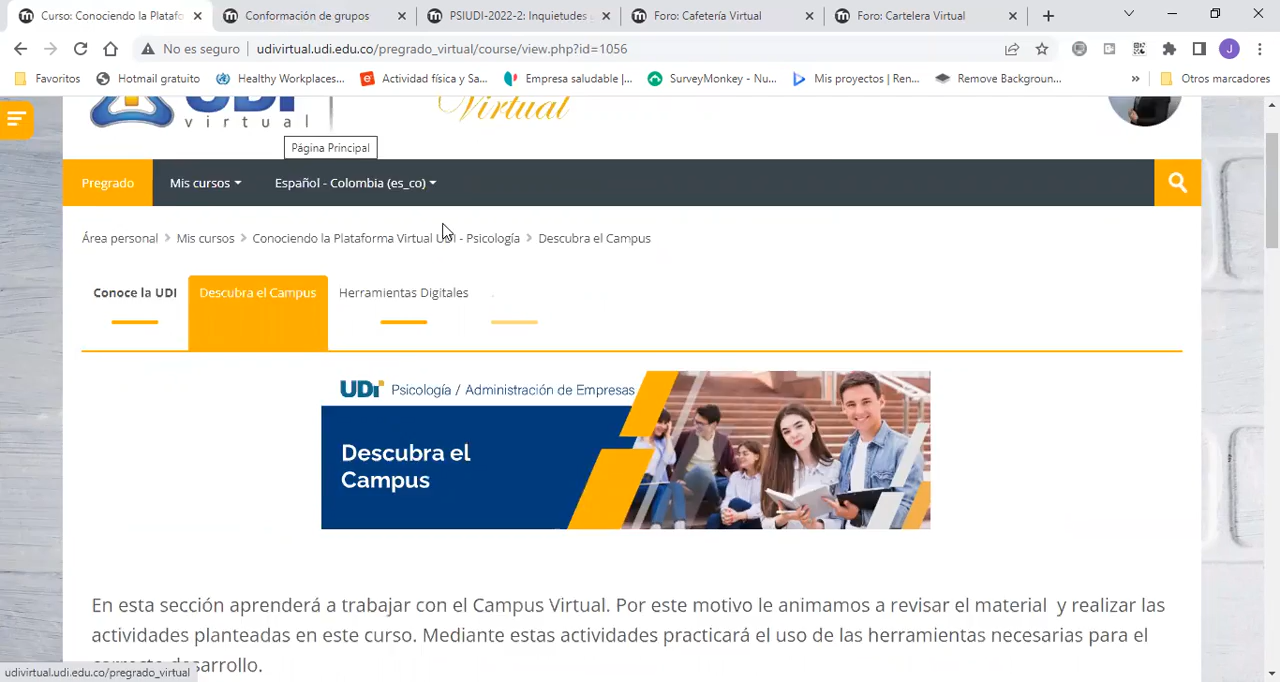 Curso: Conociendo la Platafo
Conformación de grupos
PSIUDI-2022-2: Inquietudes
Foro: Cafetería Virtual
Foro: Cartelera Virtual
No es seguro
udivirtual.udi.edu.co/pregrado_virtual/course/view.php?id=1056
J
Favoritos
Hotmail gratuito
Healthy Workplaces...
Actividad física y Sa...
Empresa saludable |...
SurveyMonkey - Nu...
Mis proyectos | Ren...
Remove Backgroun...
»
Otros marcadores
UDI
virtual
Virtual
Página Principal
Pregrado
Mis cursos
Español - Colombia (es_co)
Área personal > Mis cursos > Conociendo la Plataforma Virtual UDI - Psicología > Descubra el Campus
Conoce la UDI
Descubra el Campus
Herramientas Digitales
.
UDI Psicología / Administración de Empresas
Descubra el
Campus
En esta sección aprenderá a trabajar con el Campus Virtual. Por este motivo le animamos a revisar el material y realizar las
actividades planteadas en este curso. Mediante estas actividades practicará el uso de las herramientas necesarias para el
correcto desarrollo.
udivirtual.udi.edu.co/pregrado_virtual